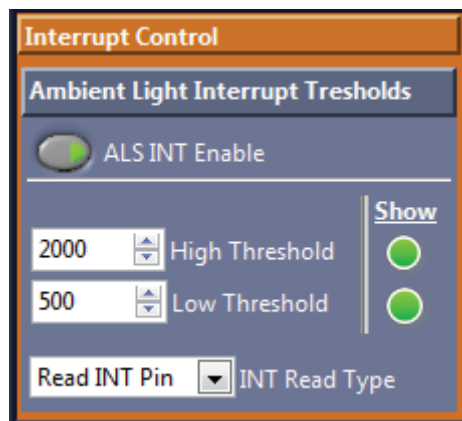 Interrupt Control
Ambient Light Interrupt Tresholds
ALS INT Enable
Show
2000 High Threshold
500 Low Threshold
Read INT Pin INT Read Type